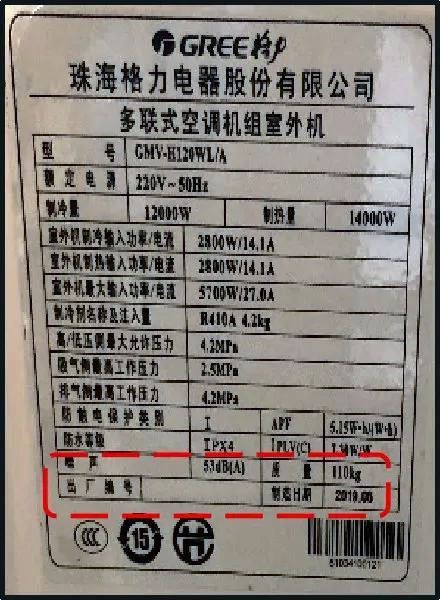 GREE 格力
珠海格力电器股份有限公司
多联式空调机组室外机
型 号 GMV-H120WL/A
额定电源 220V~50Hz
制冷量 12000W 制热量 14000W
室外机制冷输入功率/电流 2800W/14.1A
室外机制热输入功率/电流 2800W/14.1A
室外机最大输入功率/电流 5700W/27.0A
制冷剂名称及注入量 R410A 4.2kg
高/低压侧最大允许压力 4.2MPa
吸气侧最高工作压力 2.5MPa
排气侧最高工作压力 4.2MPa
防触电保护类别 I APF 5.15W·h/(W·h)
防水等级 IPX4 IPLV(C) W/W
噪 声 53dB(A) 质 量 110kg
出厂编号 制造日期
CCC 15